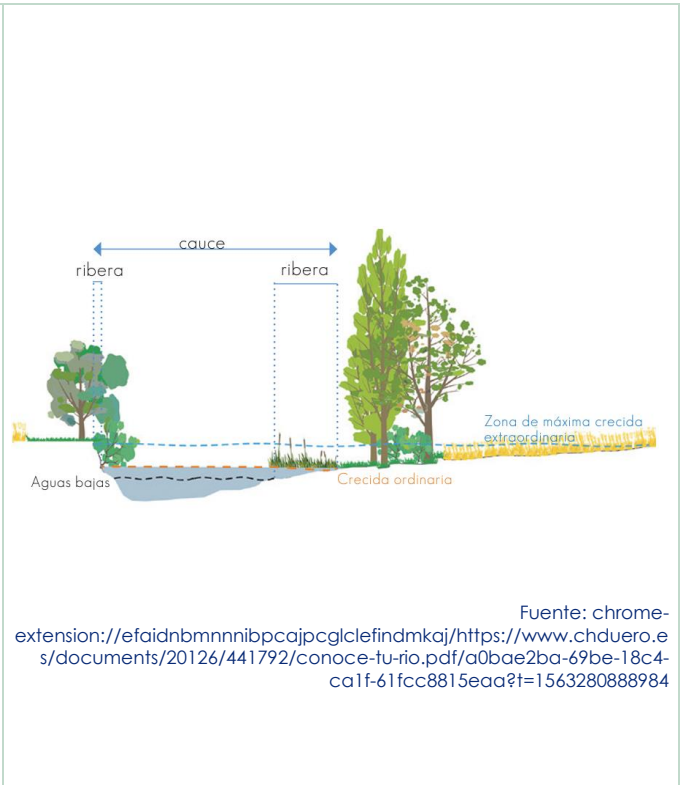 cauce
ribera
ribera
Zona de máxima crecida
extraordinaria
Aguas bajas
Crecida ordinaria
Fuente: chrome-
extension://efaidnbmnnnibpcajpcglclefindmkaj/https://www.chduero.e
s/documents/20126/441792/conoce-tu-rio.pdf/a0bae2ba-69be-18c4-
ca1f-61fcc8815eaa?t=1563280888984